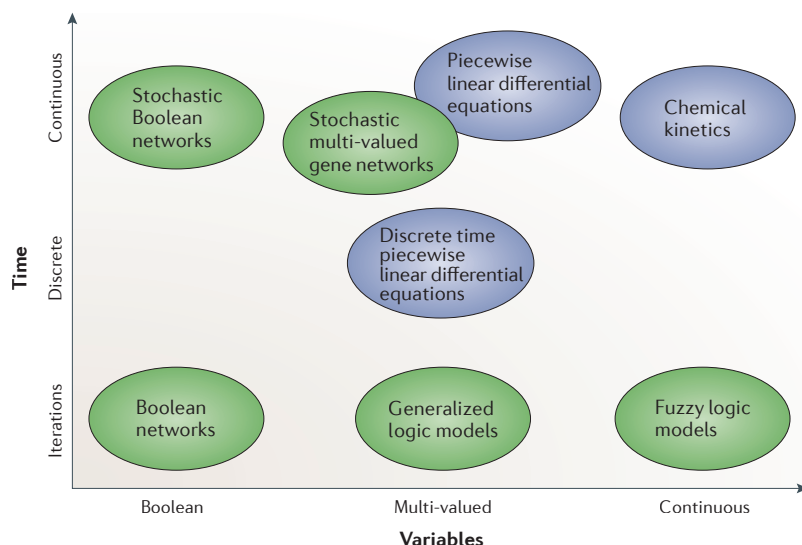 Time
Continuous
Discrete
Iterations
Stochastic
Boolean
networks
Stochastic
multi-valued
gene networks
Piecewise
linear differential
equations
Chemical
kinetics
Discrete time
piecewise
linear differential
equations
Boolean
networks
Generalized
logic models
Fuzzy logic
models
Boolean
Multi-valued
Continuous
Variables